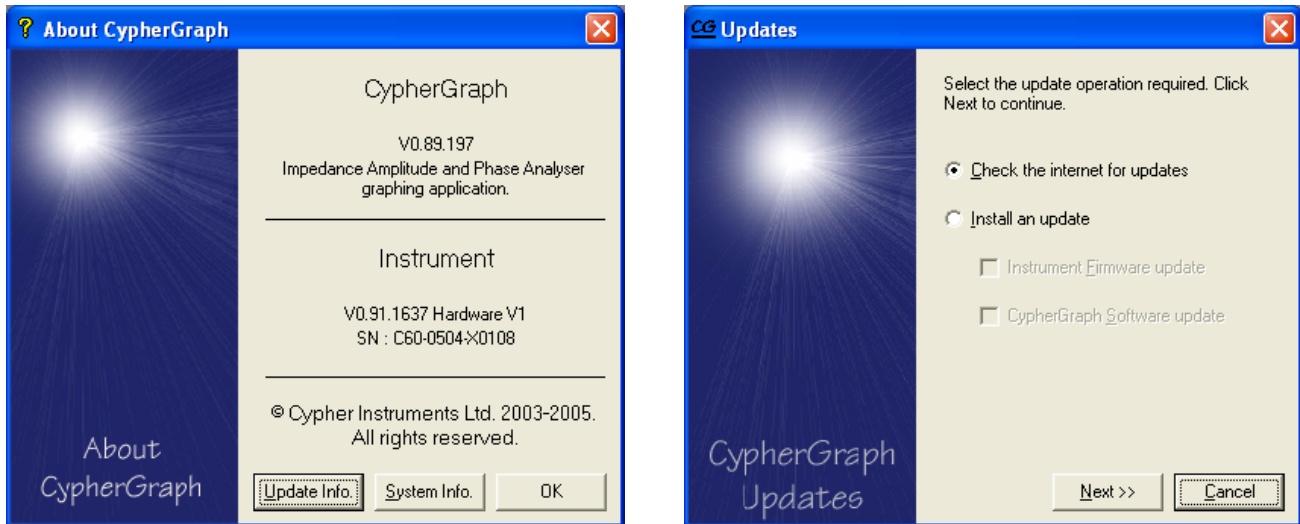 About CypherGraph
CypherGraph
V0.89.197
Impedance Amplitude and Phase Analyser
graphing application.
Instrument
V0.91.1637 Hardware V1
SN : C60-0504-X0108
© Cypher Instruments Ltd. 2003-2005.
All rights reserved.
About
CypherGraph
Update Info.
System Info.
OK
CG Updates
Select the update operation required. Click
Next to continue.
Check the internet for updates
Install an update
Instrument Firmware update
CypherGraph Software update
CypherGraph
Updates
Next >>
Cancel